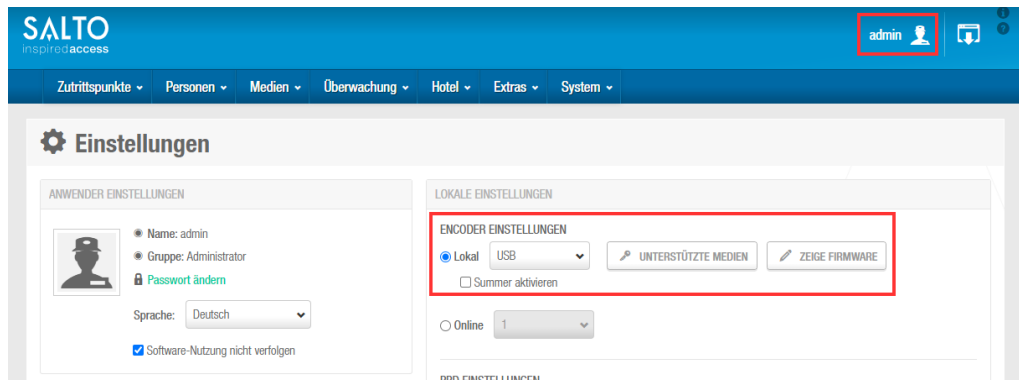 SALTO
inspiredaccess
admin
Zutrittspunkte Personen Medien Überwachung Hotel Extras System
Einstellungen
ANWENDER EINSTELLUNGEN
Name: admin
Gruppe: Administrator
Passwort ändern
Sprache: Deutsch
Software-Nutzung nicht verfolgen
LOKALE EINSTELLUNGEN
ENCODER EINSTELLUNGEN
Lokal USB UNTERSTÜTZTE MEDIEN ZEIGE FIRMWARE
Summer aktivieren
Online 1
PPD EINSTELLUNGEN